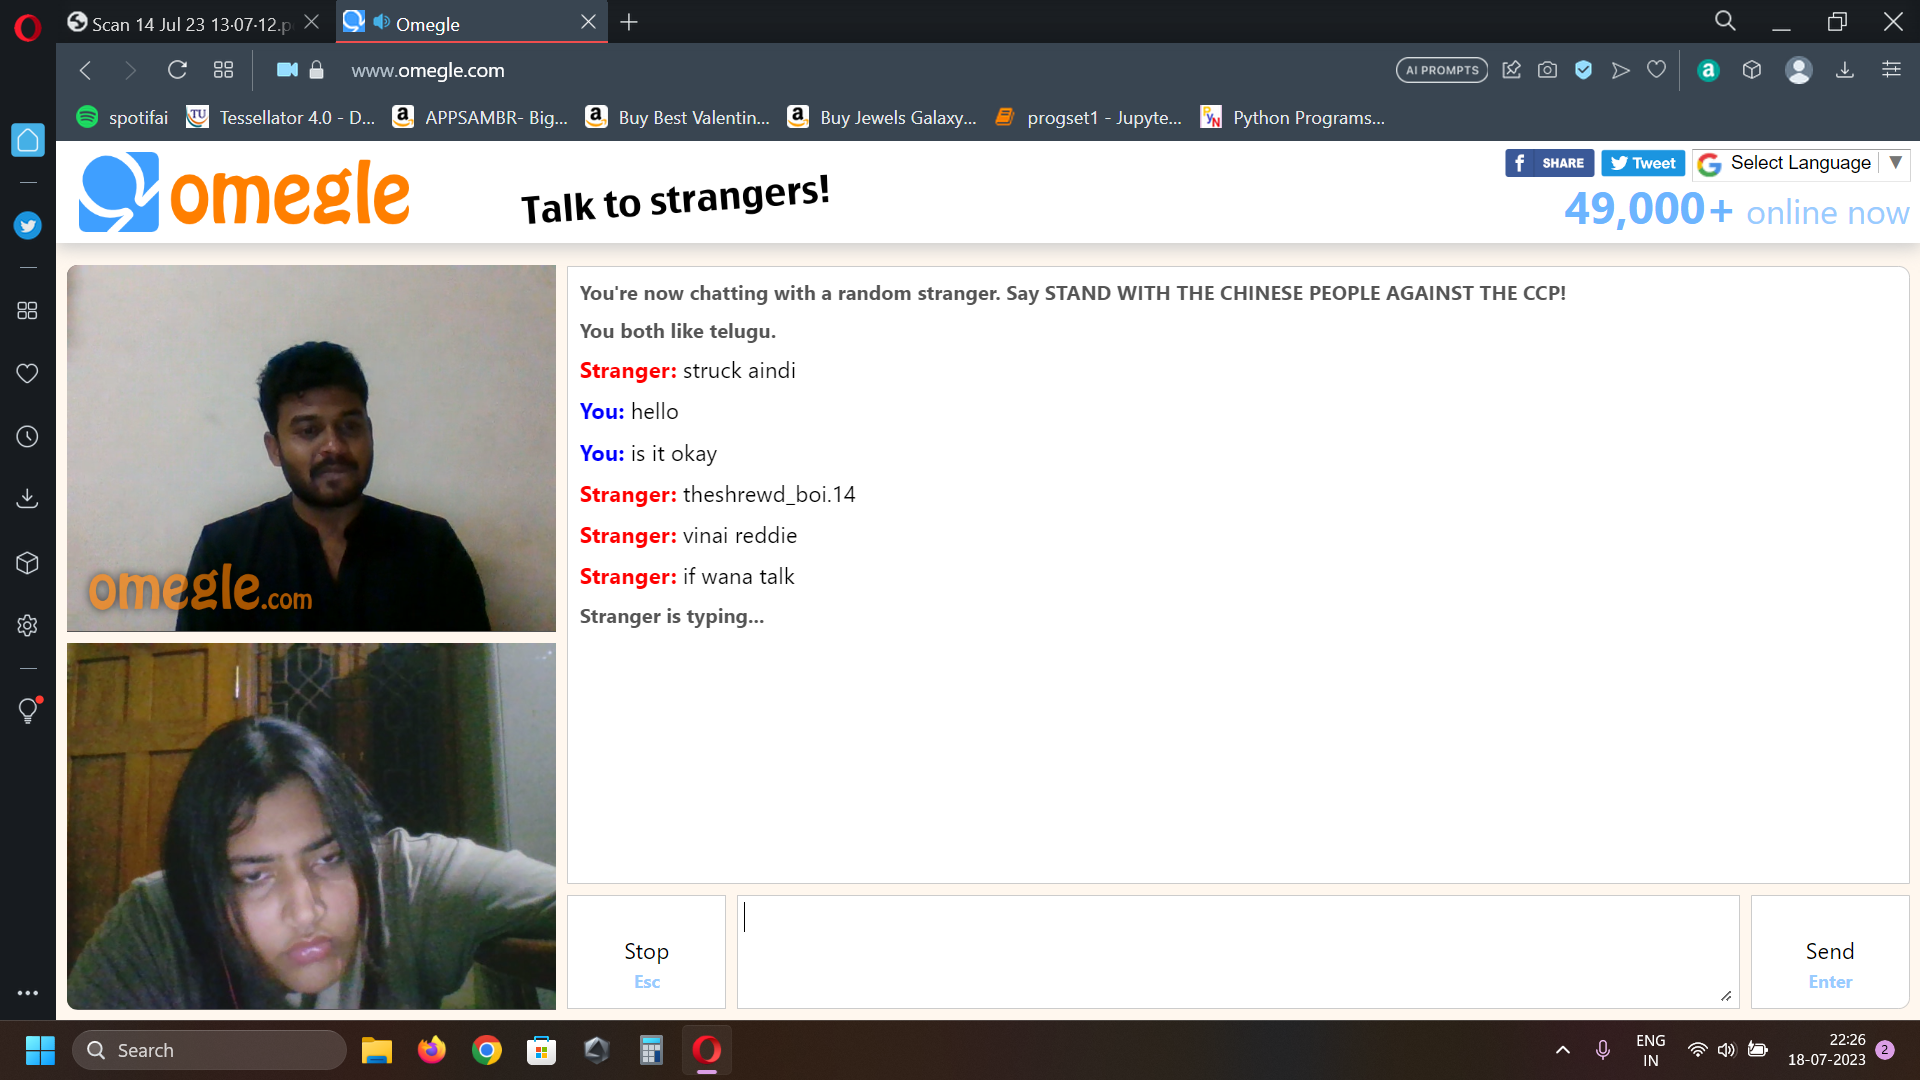 Scan 14 Jul 23 13·07·12.p
Omegle
www.omegle.com
AI PROMPTS
spotifai
TU
Tessellator 4.0 - D...
APPSAMBR- Big...
Buy Best Valentin...
Buy Jewels Galaxy...
progset1 - Jupyte...
Python Programs...
omegle
Talk to strangers!
SHARE
Tweet
Select Language
49,000+ online now
You're now chatting with a random stranger. Say STAND WITH THE CHINESE PEOPLE AGAINST THE CCP!
You both like telugu.
Stranger: struck aindi
You: hello
You: is it okay
Stranger: theshrewd_boi.14
Stranger: vinai reddie
Stranger: if wana talk
Stranger is typing...
omegle.com
Stop
Esc
Send
Enter
Search
ENG
IN
22:26
18-07-2023
2